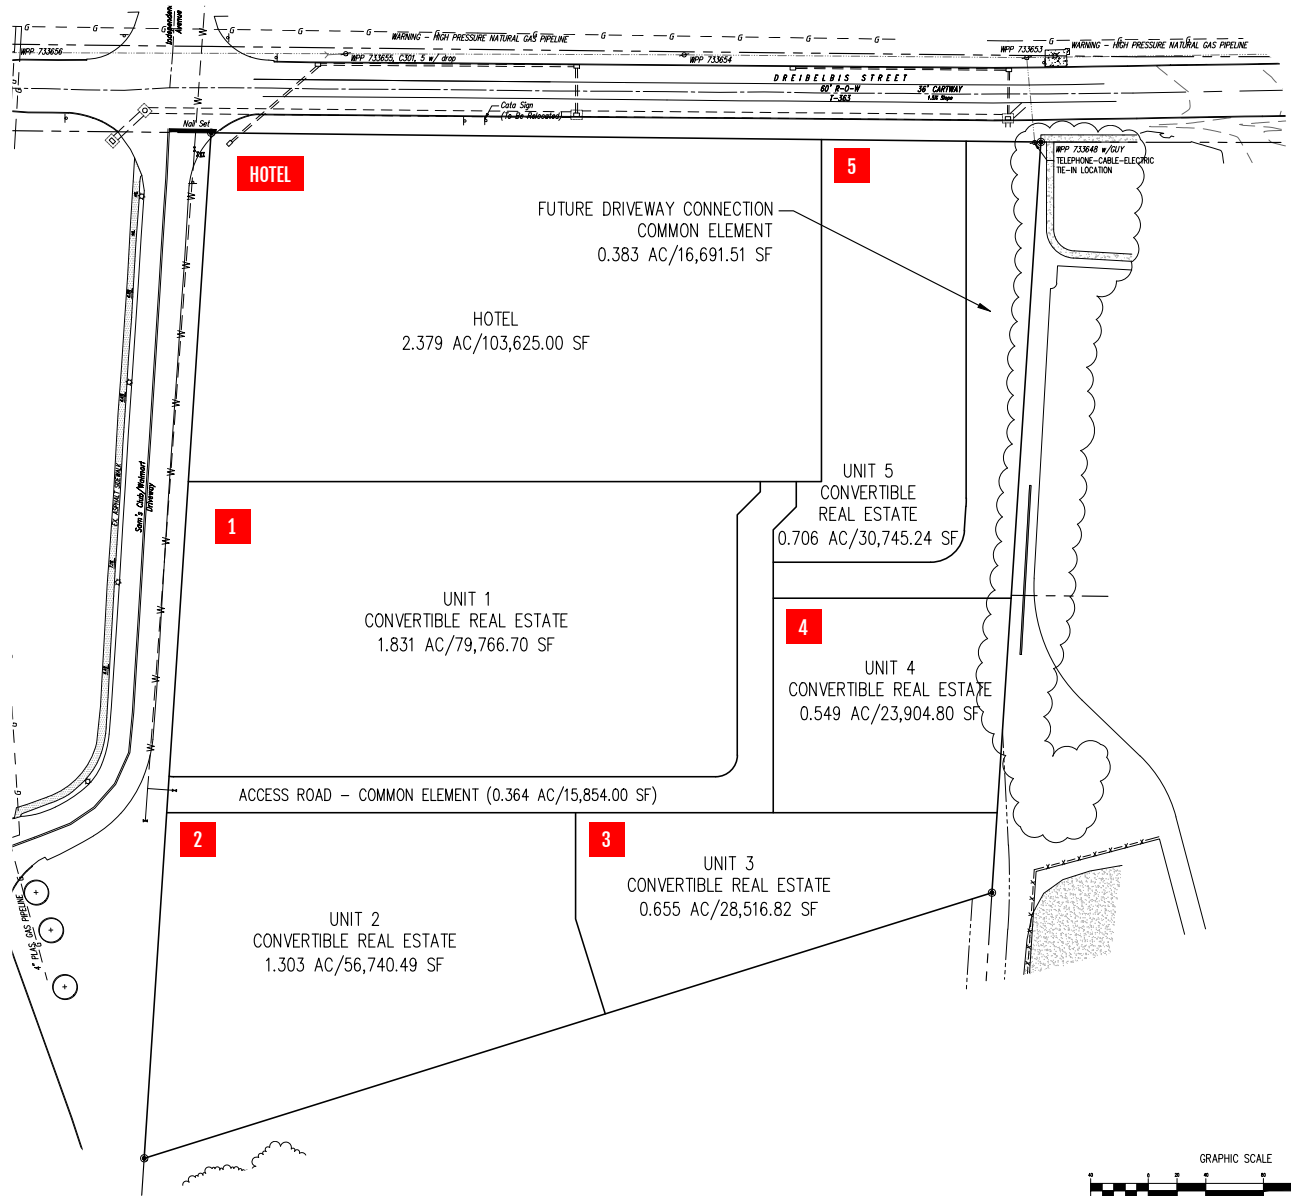 Independence
Avenue
WPP 733656
WARNING – HIGH PRESSURE NATURAL GAS PIPELINE
WPP 733655, C301, 5 w/ drop
WPP 733654
WPP 733653
WARNING – HIGH PRESSURE NATURAL GAS PIPELINE
DREIBELBIS STREET
60' R-O-W
36' CARTWAY
T-363
Cata Sign
(To Be Relocated)
Nail Set
WPP 733648 w/GUY
TELEPHONE-CABLE-ELECTRIC
TIE-IN LOCATION
HOTEL
5
FUTURE DRIVEWAY CONNECTION
COMMON ELEMENT
0.383 AC/16,691.51 SF
HOTEL
2.379 AC/103,625.00 SF
EX. ASPHALT SIDEWALK
Sam's Club/Walmart
Driveway
UNIT 5
CONVERTIBLE
REAL ESTATE
0.706 AC/30,745.24 SF
1
UNIT 1
CONVERTIBLE REAL ESTATE
1.831 AC/79,766.70 SF
4
UNIT 4
CONVERTIBLE REAL ESTATE
0.549 AC/23,904.80 SF
ACCESS ROAD – COMMON ELEMENT (0.364 AC/15,854.00 SF)
2
3
UNIT 3
CONVERTIBLE REAL ESTATE
0.655 AC/28,516.82 SF
UNIT 2
CONVERTIBLE REAL ESTATE
1.303 AC/56,740.49 SF
4" PLAS GAS PIPELINE
GRAPHIC SCALE